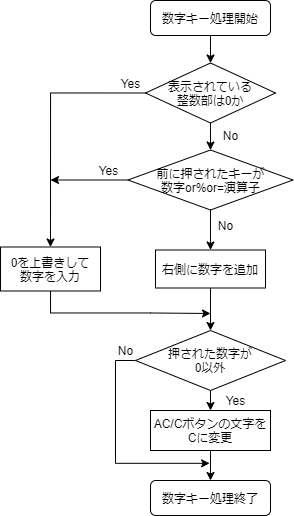 数字キー処理開始
表示されている
整数部は0か
Yes
No
前に押されたキーが
数字or%or=演算子
Yes
No
0を上書きして
数字を入力
右側に数字を追加
押された数字が
0以外
No
Yes
AC/Cボタンの文字を
Cに変更
数字キー処理終了